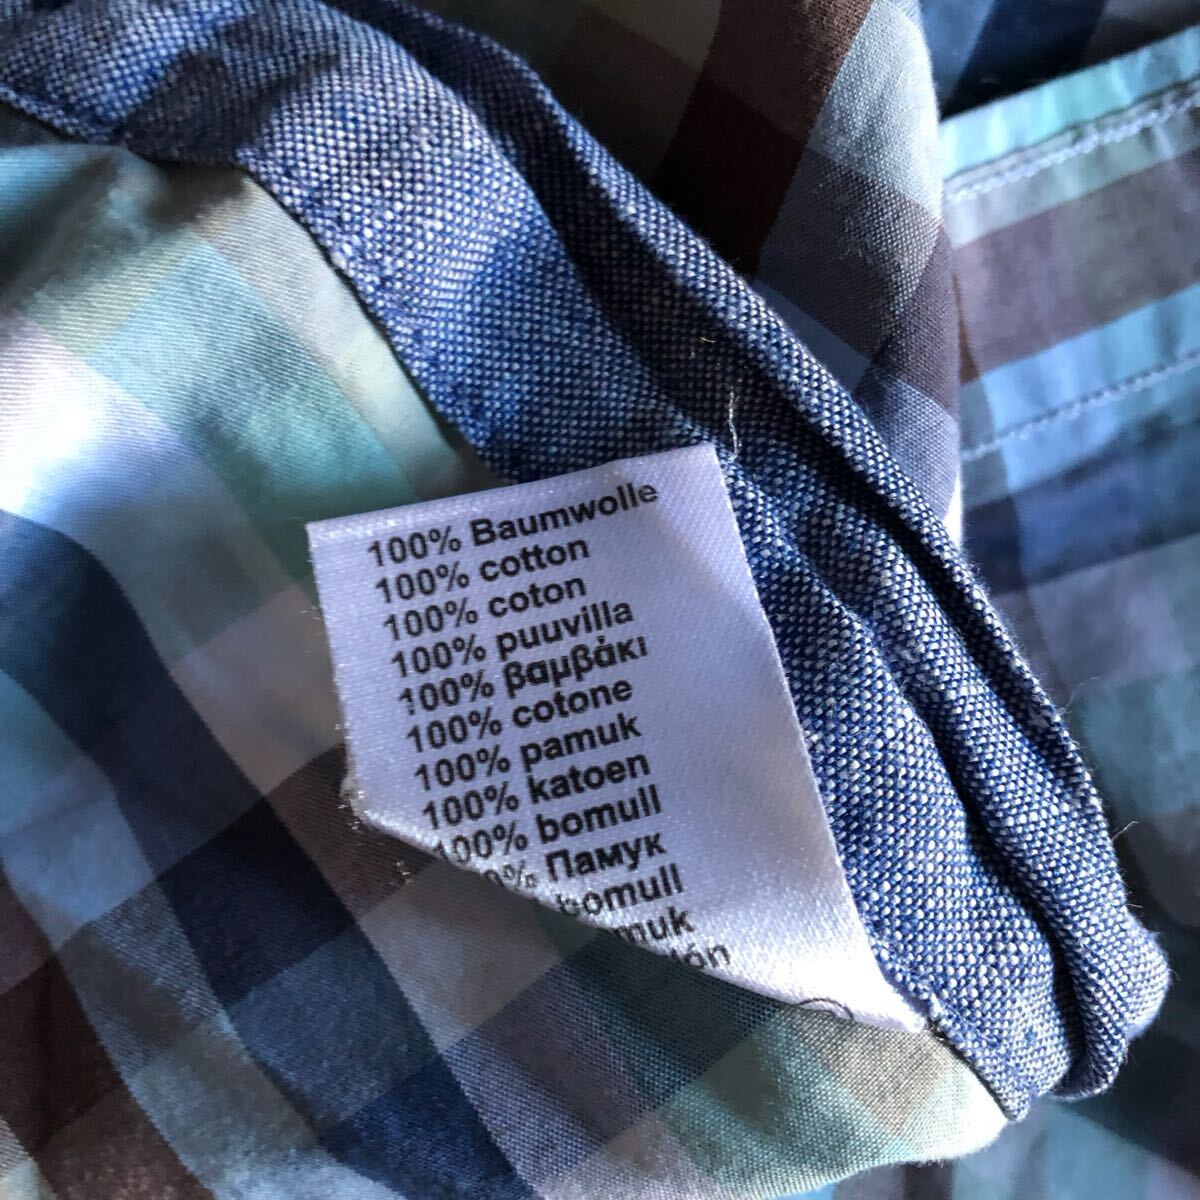 100% Baumwolle
100% cotton
100% coton
100% puuvilla
100% βαμβάκι
100% cotone
100% pamuk
100% katoen
100% bomull
100% Памук
bomull